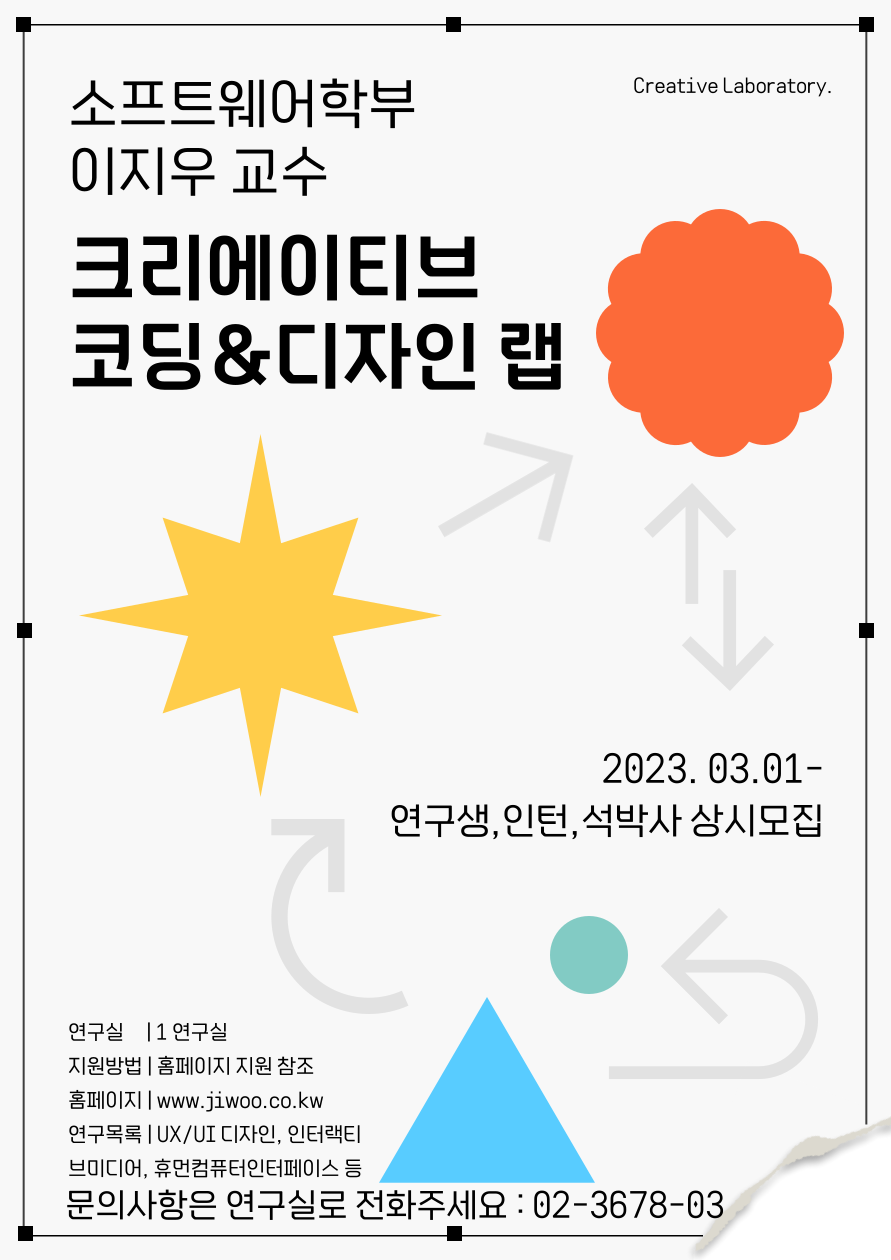 Creative Laboratory.
소프트웨어학부
이지우 교수
크리에이티브
코딩&디자인 랩
2023. 03.01-
연구생,인턴,석박사 상시모집
연구실 | 1 연구실
지원방법 | 홈페이지 지원 참조
홈페이지 | www.jiwoo.co.kw
연구목록 | UX/UI 디자인, 인터랙티
브미디어, 휴먼컴퓨터인터페이스 등
문의사항은 연구실로 전화주세요 : 02-3678-03